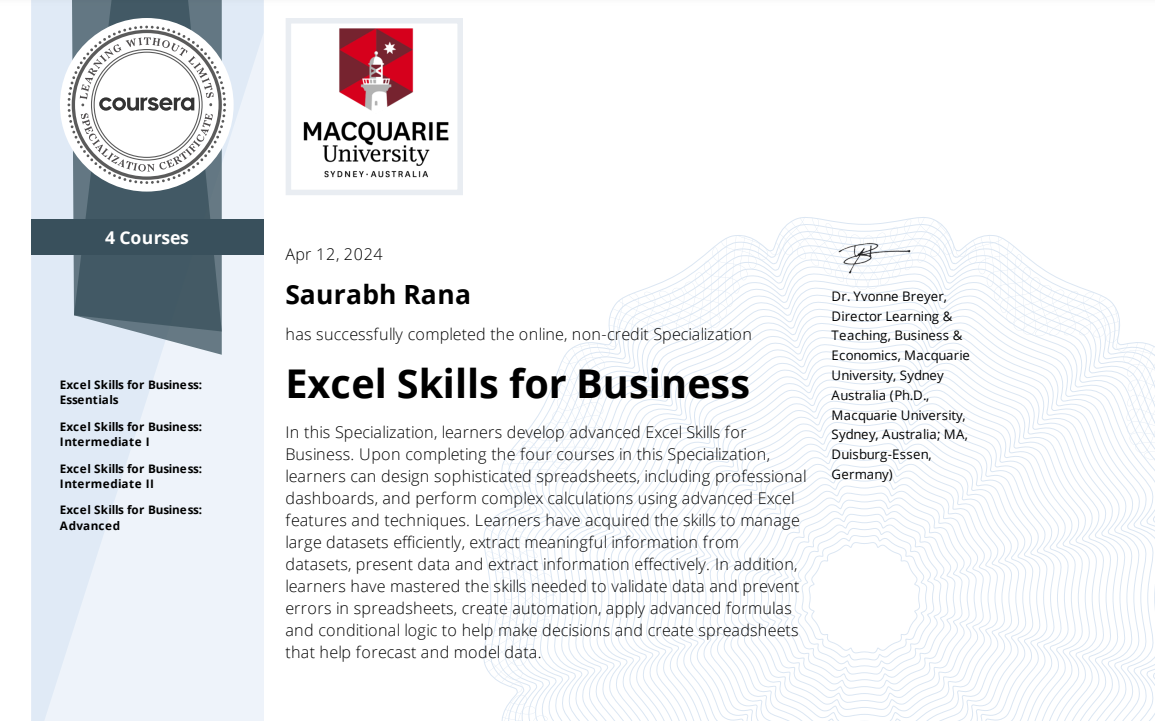 LEARNING WITHOUT LIMITS
coursera
SPECIALIZATION CERTIFICATE
MACQUARIE
University
SYDNEY·AUSTRALIA
4 Courses
Excel Skills for Business:
Essentials
Excel Skills for Business:
Intermediate I
Excel Skills for Business:
Intermediate II
Excel Skills for Business:
Advanced
Apr 12, 2024
Saurabh Rana
has successfully completed the online, non-credit Specialization
Excel Skills for Business
In this Specialization, learners develop advanced Excel Skills for
Business. Upon completing the four courses in this Specialization,
learners can design sophisticated spreadsheets, including professional
dashboards, and perform complex calculations using advanced Excel
features and techniques. Learners have acquired the skills to manage
large datasets efficiently, extract meaningful information from
datasets, present data and extract information effectively. In addition,
learners have mastered the skills needed to validate data and prevent
errors in spreadsheets, create automation, apply advanced formulas
and conditional logic to help make decisions and create spreadsheets
that help forecast and model data.
Dr. Yvonne Breyer,
Director Learning &
Teaching, Business &
Economics, Macquarie
University, Sydney
Australia (Ph.D.,
Macquarie University,
Sydney, Australia; MA,
Duisburg-Essen,
Germany)